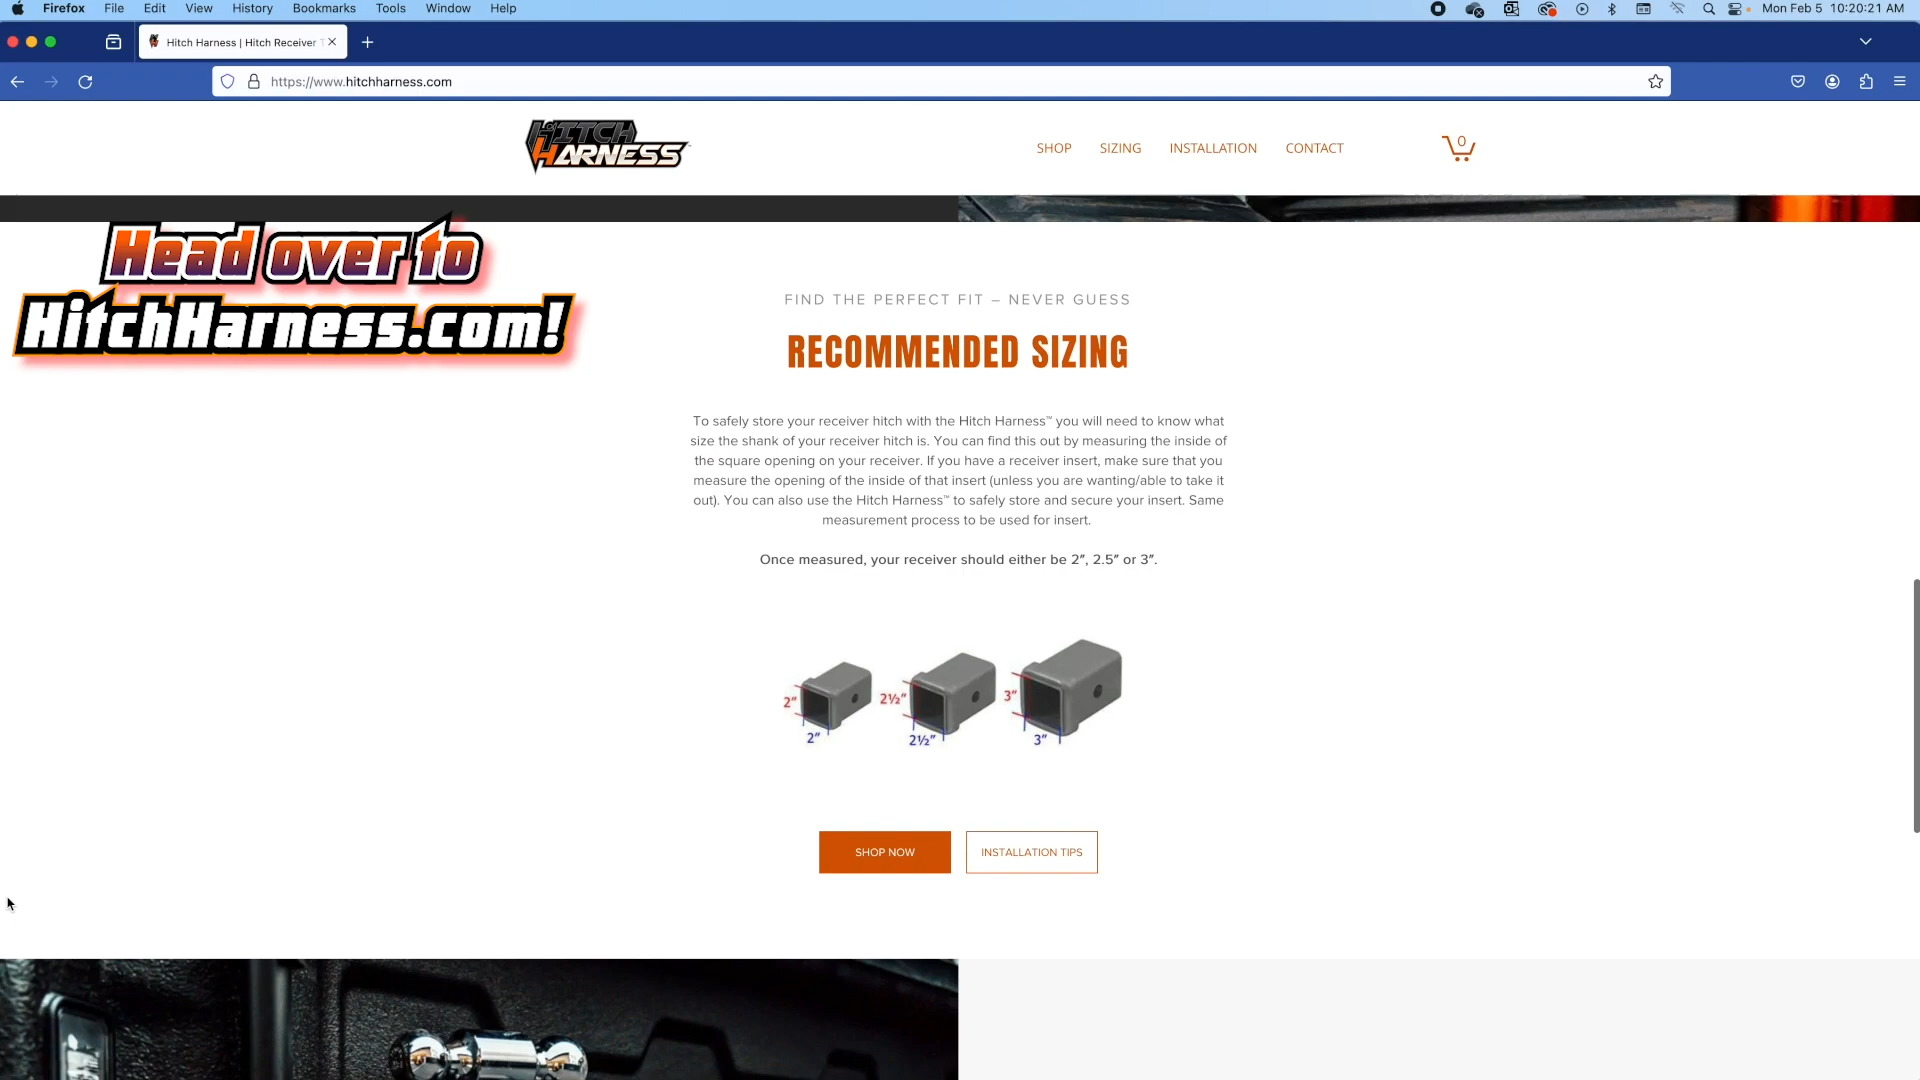 Firefox File Edit View History Bookmarks Tools Window Help
Mon Feb 5 10:20:21 AM
Hitch Harness | Hitch Receiver T
https://www.hitchharness.com
HITCH
HARNESS
SHOP SIZING INSTALLATION CONTACT
0
Head over to
HitchHarness.com!
FIND THE PERFECT FIT – NEVER GUESS
RECOMMENDED SIZING
To safely store your receiver hitch with the Hitch Harness™ you will need to know what
size the shank of your receiver hitch is. You can find this out by measuring the inside of
the square opening on your receiver. If you have a receiver insert, make sure that you
measure the opening of the inside of that insert (unless you are wanting/able to take it
out). You can also use the Hitch Harness™ to safely store and secure your insert. Same
measurement process to be used for insert.
Once measured, your receiver should either be 2″, 2.5″ or 3″.
2″ 2½″ 3″
2″ 2½″ 3″
SHOP NOW INSTALLATION TIPS